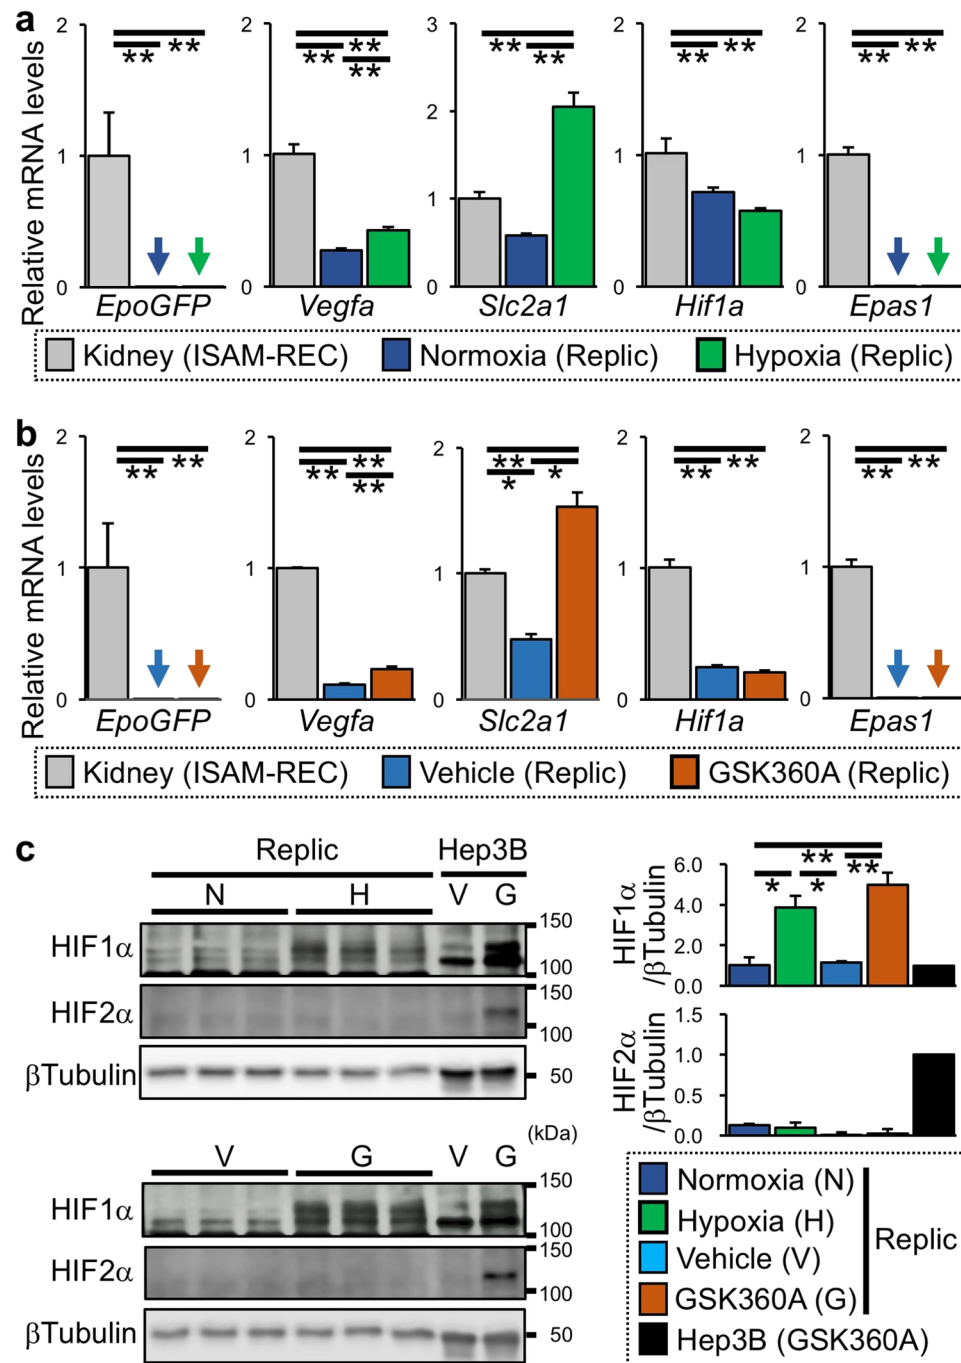 a
Relative mRNA levels
2
1
0
** **
EpoGFP
2
1
0
** ** **
Vegfa
3
2
1
0
** **
Slc2a1
2
1
0
** **
Hif1a
2
1
0
** **
Epas1
Kidney (ISAM-REC) Normoxia (Replic) Hypoxia (Replic)
b
Relative mRNA levels
2
1
0
** **
EpoGFP
2
1
0
** ** **
Vegfa
2
1
0
** * *
Slc2a1
2
1
0
** **
Hif1a
2
1
0
** **
Epas1
Kidney (ISAM-REC) Vehicle (Replic) GSK360A (Replic)
c
Replic Hep3B
N H V G
HIF1α
150
100
HIF2α
150
100
βTubulin
50
(kDa)
V G V G
HIF1α
150
100
HIF2α
150
100
βTubulin
50
HIF1α
/βTubulin
6.0
4.0
2.0
0.0
** ** * *
HIF2α
/βTubulin
1.5
1.0
0.5
0.0
Normoxia (N)
Hypoxia (H)
Vehicle (V)
GSK360A (G)
Replic
Hep3B (GSK360A)